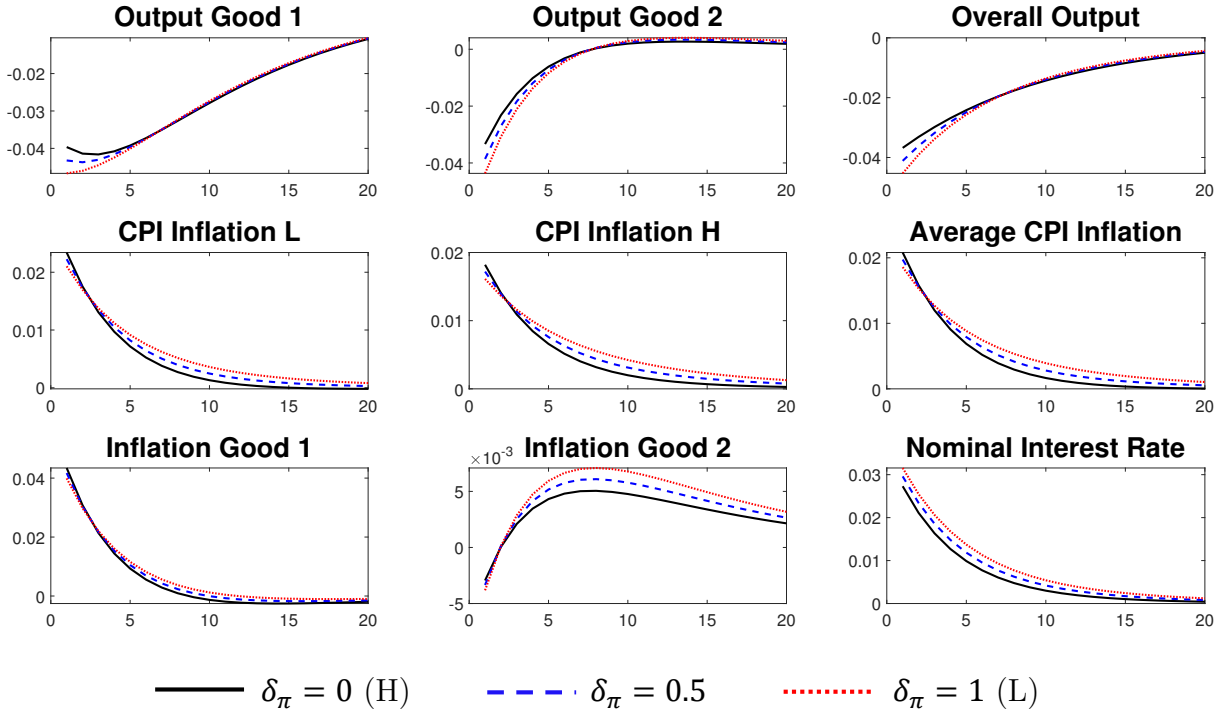 Output Good 1
-0.02
-0.03
-0.04
0 5 10 15 20
Output Good 2
0
-0.02
-0.04
0 5 10 15 20
Overall Output
0
-0.02
-0.04
0 5 10 15 20
CPI Inflation L
0.02
0.01
0
0 5 10 15 20
CPI Inflation H
0.02
0.01
0
0 5 10 15 20
Average CPI Inflation
0.02
0.01
0
0 5 10 15 20
Inflation Good 1
0.04
0.02
0
0 5 10 15 20
Inflation Good 2
×10⁻³
5
0
-5
0 5 10 15 20
Nominal Interest Rate
0.03
0.02
0.01
0
0 5 10 15 20
δ_π = 0 (H) δ_π = 0.5 δ_π = 1 (L)